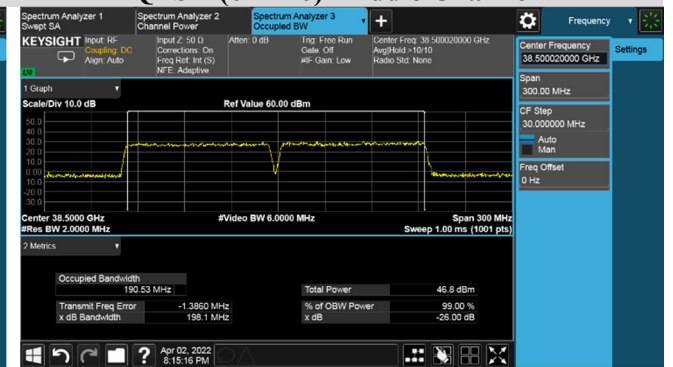 Spectrum Analyzer 1
Swept SA
Spectrum Analyzer 2
Channel Power
Spectrum Analyzer 3
Occupied BW
+
Frequency
KEYSIGHT
Input: RF
Coupling: DC
Align: Auto
Input Z: 50 Ω
Corrections: On
Freq Ref: Int (S)
NFE: Adaptive
Atten: 0 dB
Trig: Free Run
Gate: Off
#IF Gain: Low
Center Freq: 38.500020000 GHz
Avg|Hold:>10/10
Radio Std: None
LW
Center Frequency
38.500020000 GHz
Settings
Span
300.00 MHz
CF Step
30.000000 MHz
Auto
Man
Freq Offset
0 Hz
1 Graph
Scale/Div 10.0 dB
Ref Value 60.00 dBm
50.0
40.0
30.0
20.0
10.0
0.00
-10.0
-20.0
-30.0
Center 38.5000 GHz
#Video BW 6.0000 MHz
Span 300 MHz
#Res BW 2.0000 MHz
Sweep 1.00 ms (1001 pts)
2 Metrics
Occupied Bandwidth
190.53 MHz
Total Power
46.8 dBm
Transmit Freq Error
-1.3860 MHz
% of OBW Power
99.00 %
x dB Bandwidth
198.1 MHz
x dB
-26.00 dB
?
Apr 02, 2022
8:15:16 PM